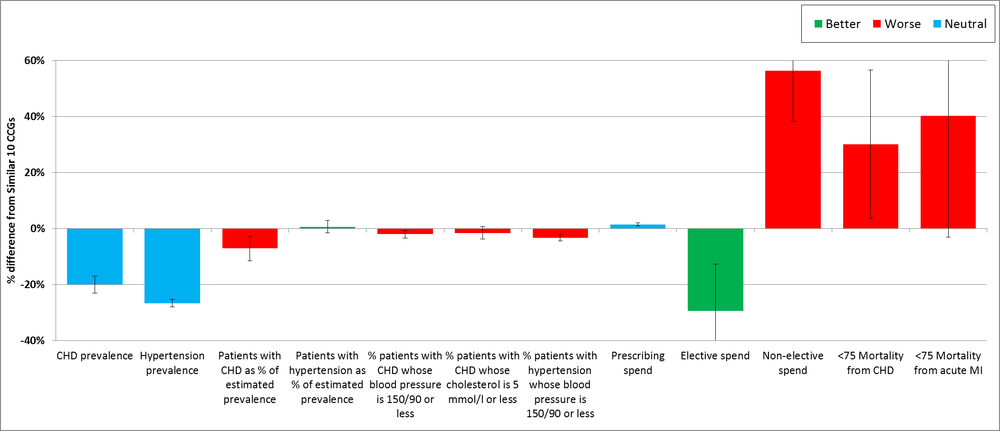 Better Worse Neutral
60%
40%
20%
0%
-20%
-40%
% difference from Similar 10 CCGs
CHD prevalence
Hypertension
prevalence
Patients with
CHD as % of
estimated
prevalence
Patients with
hypertension as
% of estimated
prevalence
% patients with
CHD whose
blood pressure
is 150/90 or
less
% patients with
CHD whose
cholesterol is 5
mmol/l or less
% patients with
hypertension
whose blood
pressure is
150/90 or less
Prescribing
spend
Elective spend
Non-elective
spend
<75 Mortality
from CHD
<75 Mortality
from acute MI